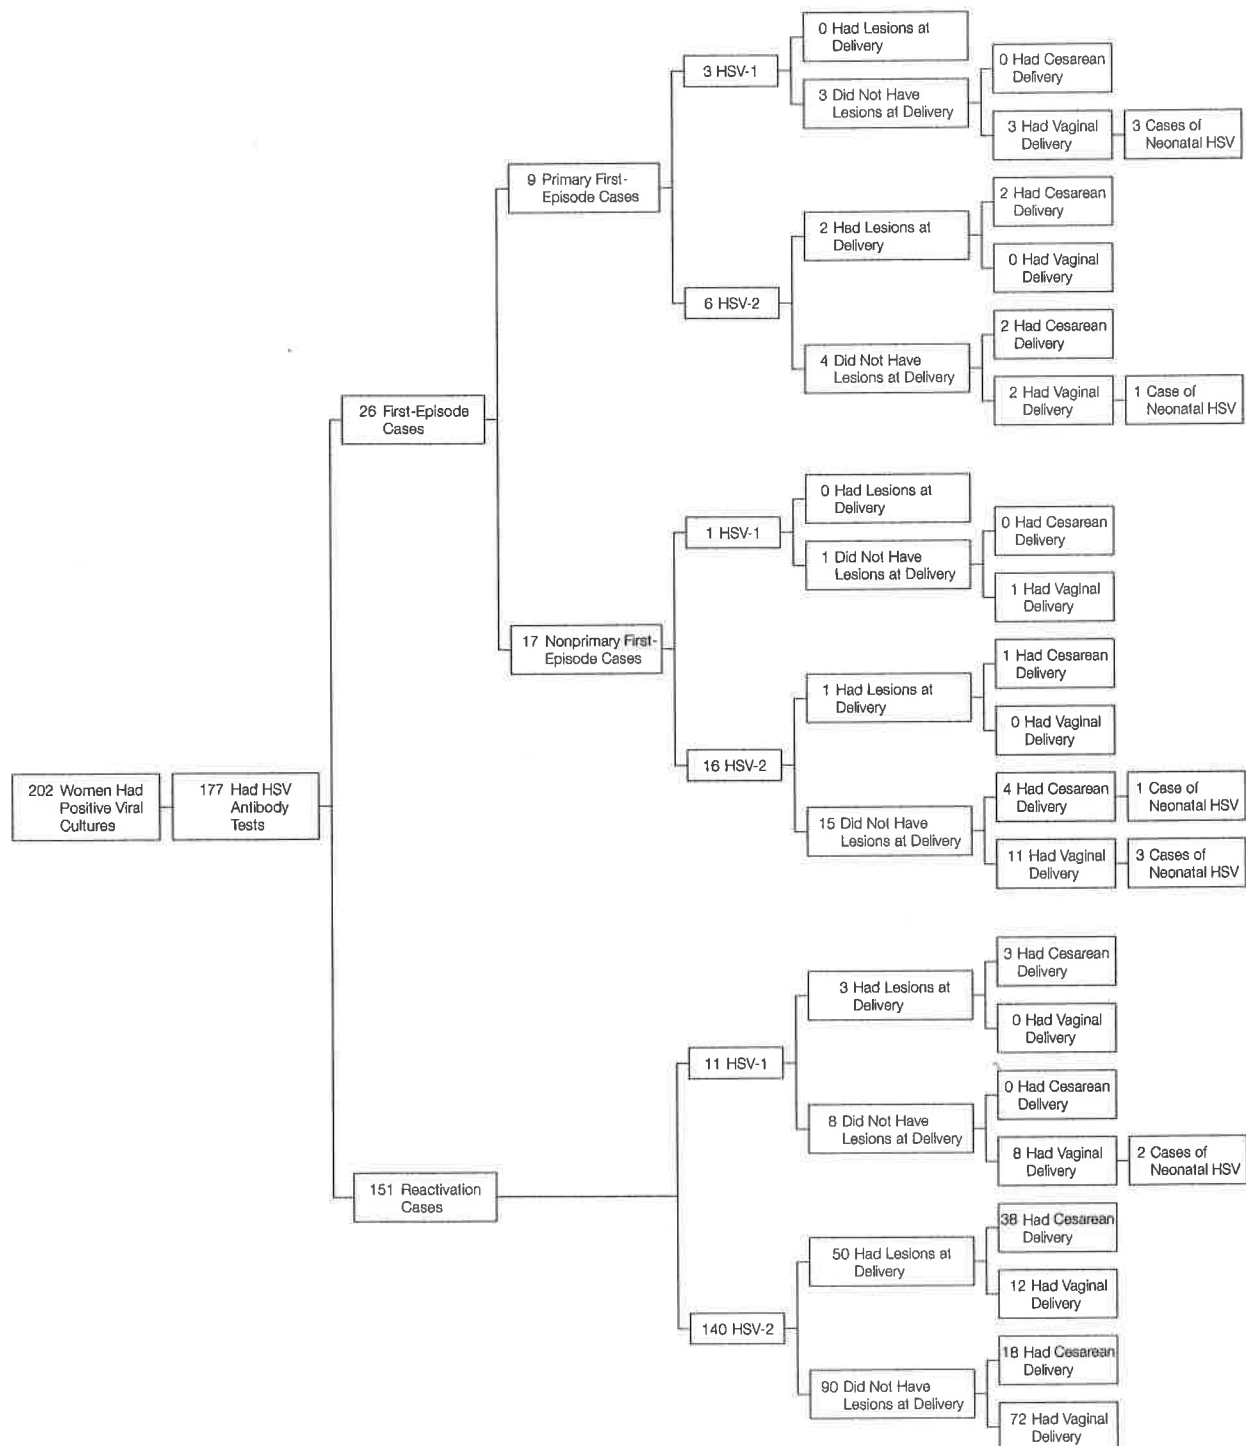 0 Had Lesions at
Delivery
3 HSV-1
0 Had Cesarean
Delivery
3 Did Not Have
Lesions at Delivery
3 Had Vaginal
Delivery
3 Cases of
Neonatal HSV
9 Primary First-
Episode Cases
2 Had Cesarean
Delivery
2 Had Lesions at
Delivery
0 Had Vaginal
Delivery
6 HSV-2
2 Had Cesarean
Delivery
4 Did Not Have
Lesions at Delivery
2 Had Vaginal
Delivery
1 Case of
Neonatal HSV
26 First-Episode
Cases
0 Had Lesions at
Delivery
1 HSV-1
0 Had Cesarean
Delivery
1 Did Not Have
Lesions at Delivery
1 Had Vaginal
Delivery
17 Nonprimary First-
Episode Cases
1 Had Cesarean
Delivery
1 Had Lesions at
Delivery
0 Had Vaginal
Delivery
16 HSV-2
4 Had Cesarean
Delivery
1 Case of
Neonatal HSV
15 Did Not Have
Lesions at Delivery
11 Had Vaginal
Delivery
3 Cases of
Neonatal HSV
202 Women Had
Positive Viral
Cultures
177 Had HSV
Antibody
Tests
3 Had Cesarean
Delivery
3 Had Lesions at
Delivery
0 Had Vaginal
Delivery
11 HSV-1
0 Had Cesarean
Delivery
8 Did Not Have
Lesions at Delivery
8 Had Vaginal
Delivery
2 Cases of
Neonatal HSV
151 Reactivation
Cases
38 Had Cesarean
Delivery
50 Had Lesions at
Delivery
12 Had Vaginal
Delivery
140 HSV-2
18 Had Cesarean
Delivery
90 Did Not Have
Lesions at Delivery
72 Had Vaginal
Delivery